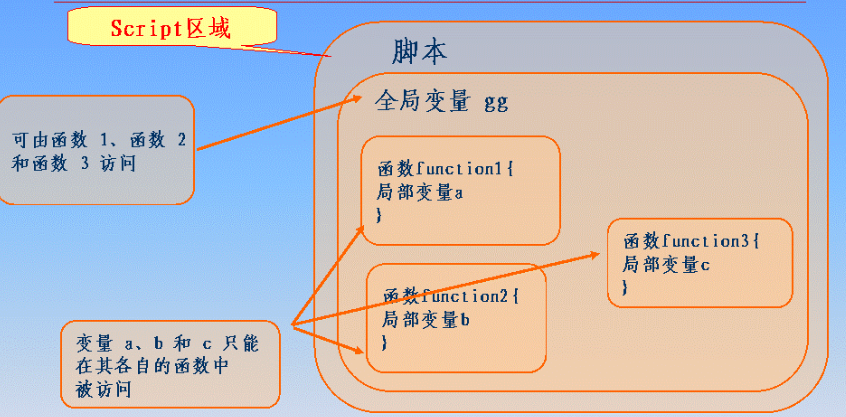 Script区域
脚本
全局变量 gg
可由函数 1、函数 2
和函数 3 访问
函数function1{
局部变量a
}
函数function3{
局部变量c
}
函数function2{
局部变量b
}
变量 a、b 和 c 只能
在其各自的函数中
被访问